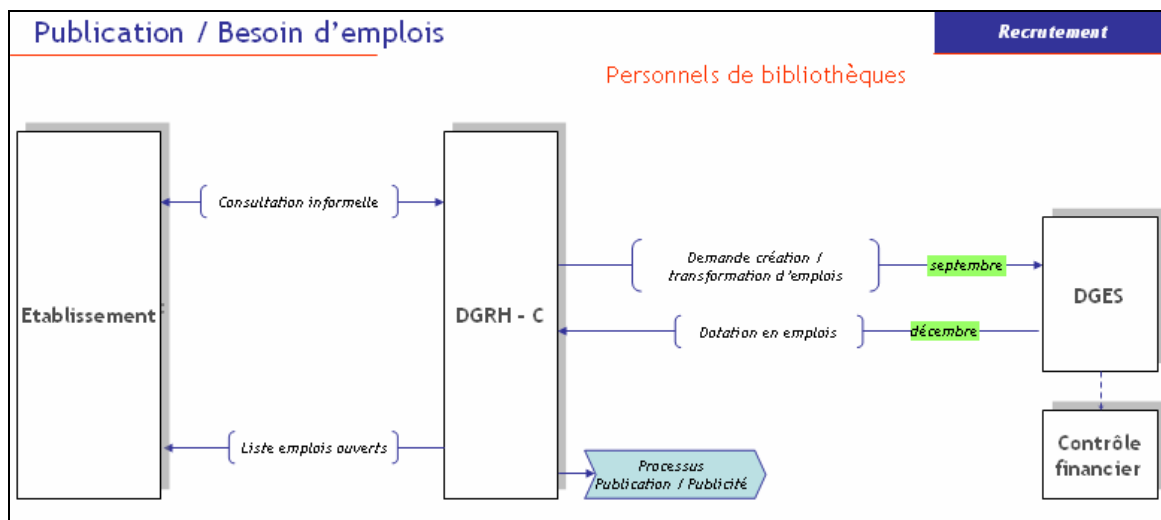 Publication / Besoin d'emplois
Recrutement
Personnels de bibliothèques
Consultation informelle
Demande création /
transformation d'emplois
septembre
DGES
Etablissement
DGRH - C
Dotation en emplois
décembre
Liste emplois ouverts
Contrôle
financier
Processus
Publication / Publicité